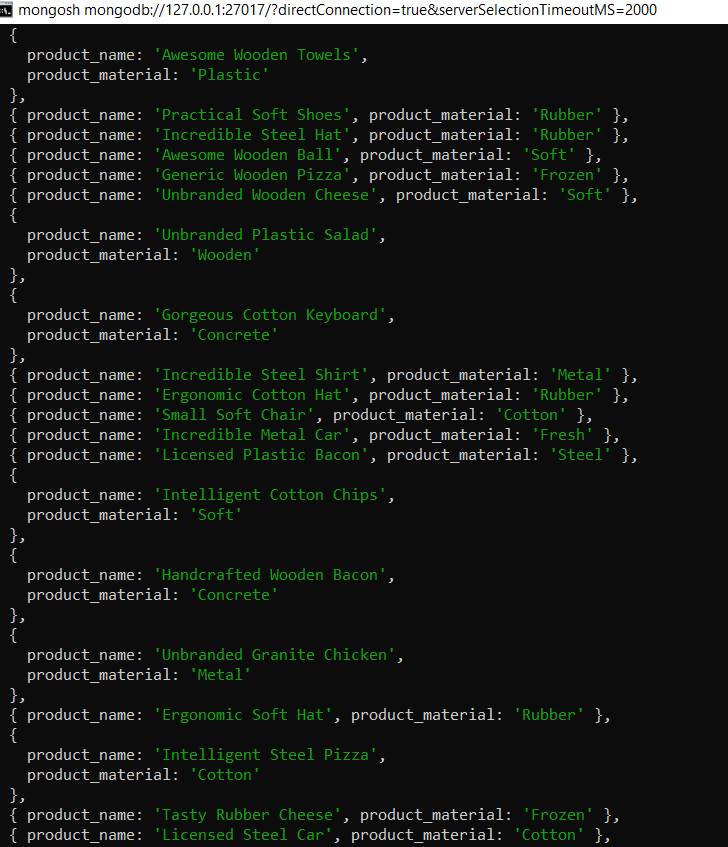 mongosh mongodb://127.0.0.1:27017/?directConnection=true&serverSelectionTimeoutMS=2000
{
  product_name: 'Awesome Wooden Towels',
  product_material: 'Plastic'
},
{ product_name: 'Practical Soft Shoes', product_material: 'Rubber' },
{ product_name: 'Incredible Steel Hat', product_material: 'Rubber' },
{ product_name: 'Awesome Wooden Ball', product_material: 'Soft' },
{ product_name: 'Generic Wooden Pizza', product_material: 'Frozen' },
{ product_name: 'Unbranded Wooden Cheese', product_material: 'Soft' },
{
  product_name: 'Unbranded Plastic Salad',
  product_material: 'Wooden'
},
{
  product_name: 'Gorgeous Cotton Keyboard',
  product_material: 'Concrete'
},
{ product_name: 'Incredible Steel Shirt', product_material: 'Metal' },
{ product_name: 'Ergonomic Cotton Hat', product_material: 'Rubber' },
{ product_name: 'Small Soft Chair', product_material: 'Cotton' },
{ product_name: 'Incredible Metal Car', product_material: 'Fresh' },
{ product_name: 'Licensed Plastic Bacon', product_material: 'Steel' },
{
  product_name: 'Intelligent Cotton Chips',
  product_material: 'Soft'
},
{
  product_name: 'Handcrafted Wooden Bacon',
  product_material: 'Concrete'
},
{
  product_name: 'Unbranded Granite Chicken',
  product_material: 'Metal'
},
{ product_name: 'Ergonomic Soft Hat', product_material: 'Rubber' },
{
  product_name: 'Intelligent Steel Pizza',
  product_material: 'Cotton'
},
{ product_name: 'Tasty Rubber Cheese', product_material: 'Frozen' },
{ product_name: 'Licensed Steel Car', product_material: 'Cotton' },